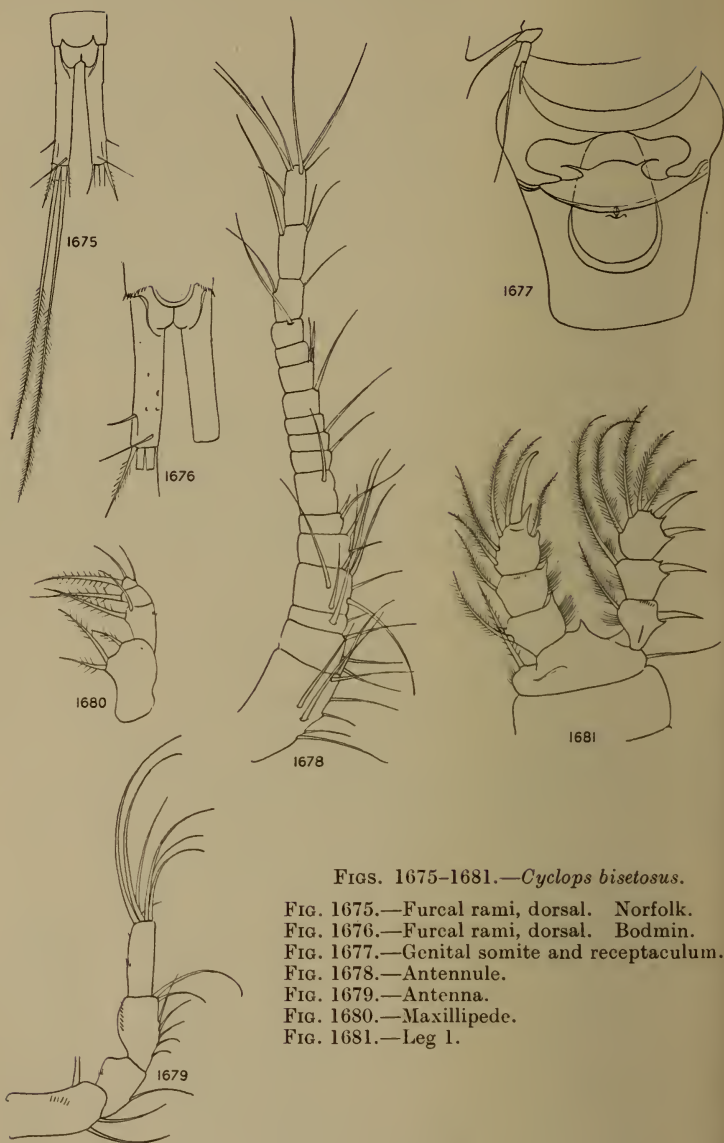 1675
1677
1676
1680
1678
1681
1679
FIGS. 1675-1681.—Cyclops bisetosus.
FIG. 1675.—Furcal rami, dorsal. Norfolk.
FIG. 1676.—Furcal rami, dorsal. Bodmin.
FIG. 1677.—Genital somite and receptaculum.
FIG. 1678.—Antennule.
FIG. 1679.—Antenna.
FIG. 1680.—Maxillipede.
FIG. 1681.—Leg 1.